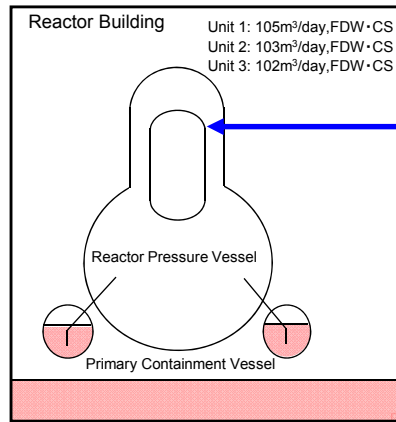 Reactor Building
Unit 1: 105m³/day,FDW・CS
Unit 2: 103m³/day,FDW・CS
Unit 3: 102m³/day,FDW・CS
Reactor Pressure Vessel
Primary Containment Vessel